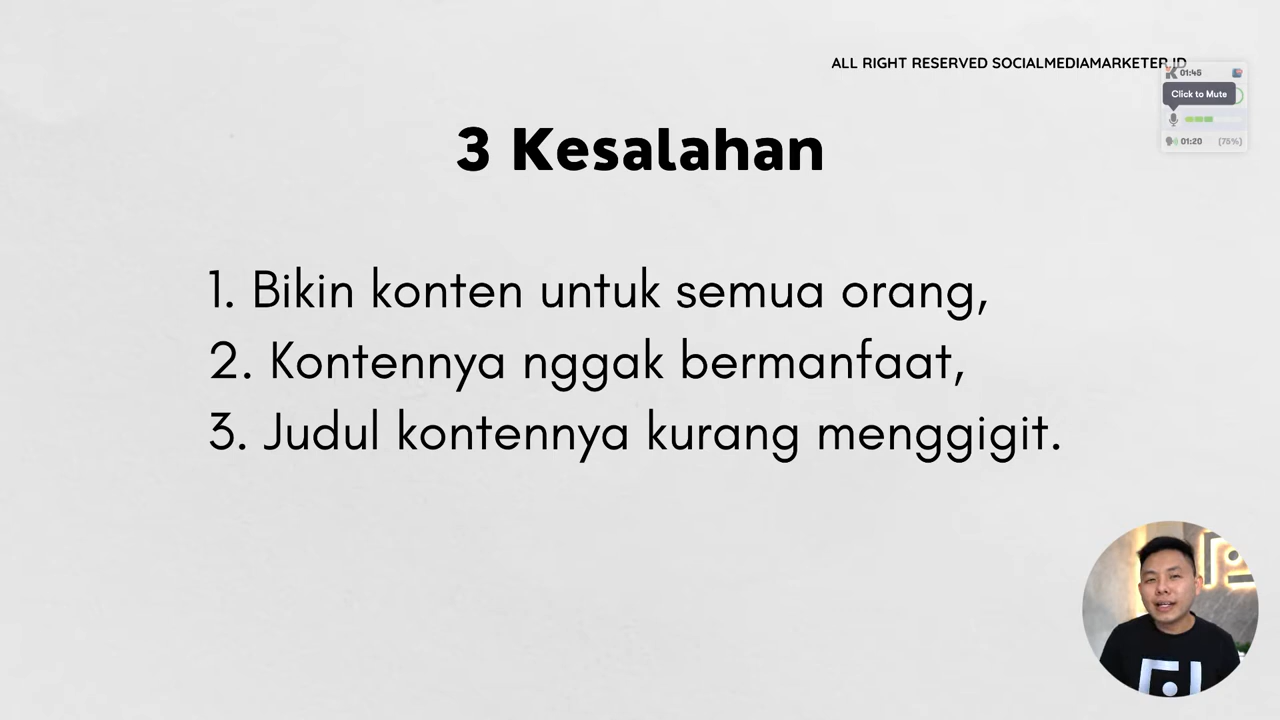 ALL RIGHT RESERVED SOCIALMEDIAMARKETER.ID
01:45
Click to Mute
01:20 (75%)
3 Kesalahan
1. Bikin konten untuk semua orang,
2. Kontennya nggak bermanfaat,
3. Judul kontennya kurang menggigit.